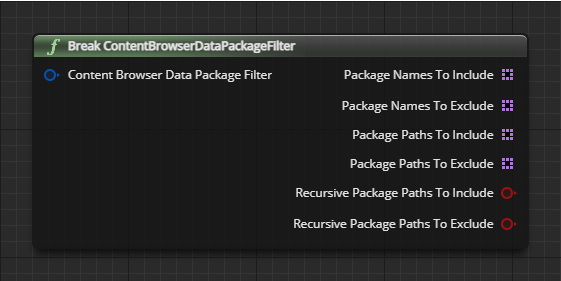 f Break ContentBrowserDataPackageFilter
Content Browser Data Package Filter
Package Names To Include
Package Names To Exclude
Package Paths To Include
Package Paths To Exclude
Recursive Package Paths To Include
Recursive Package Paths To Exclude